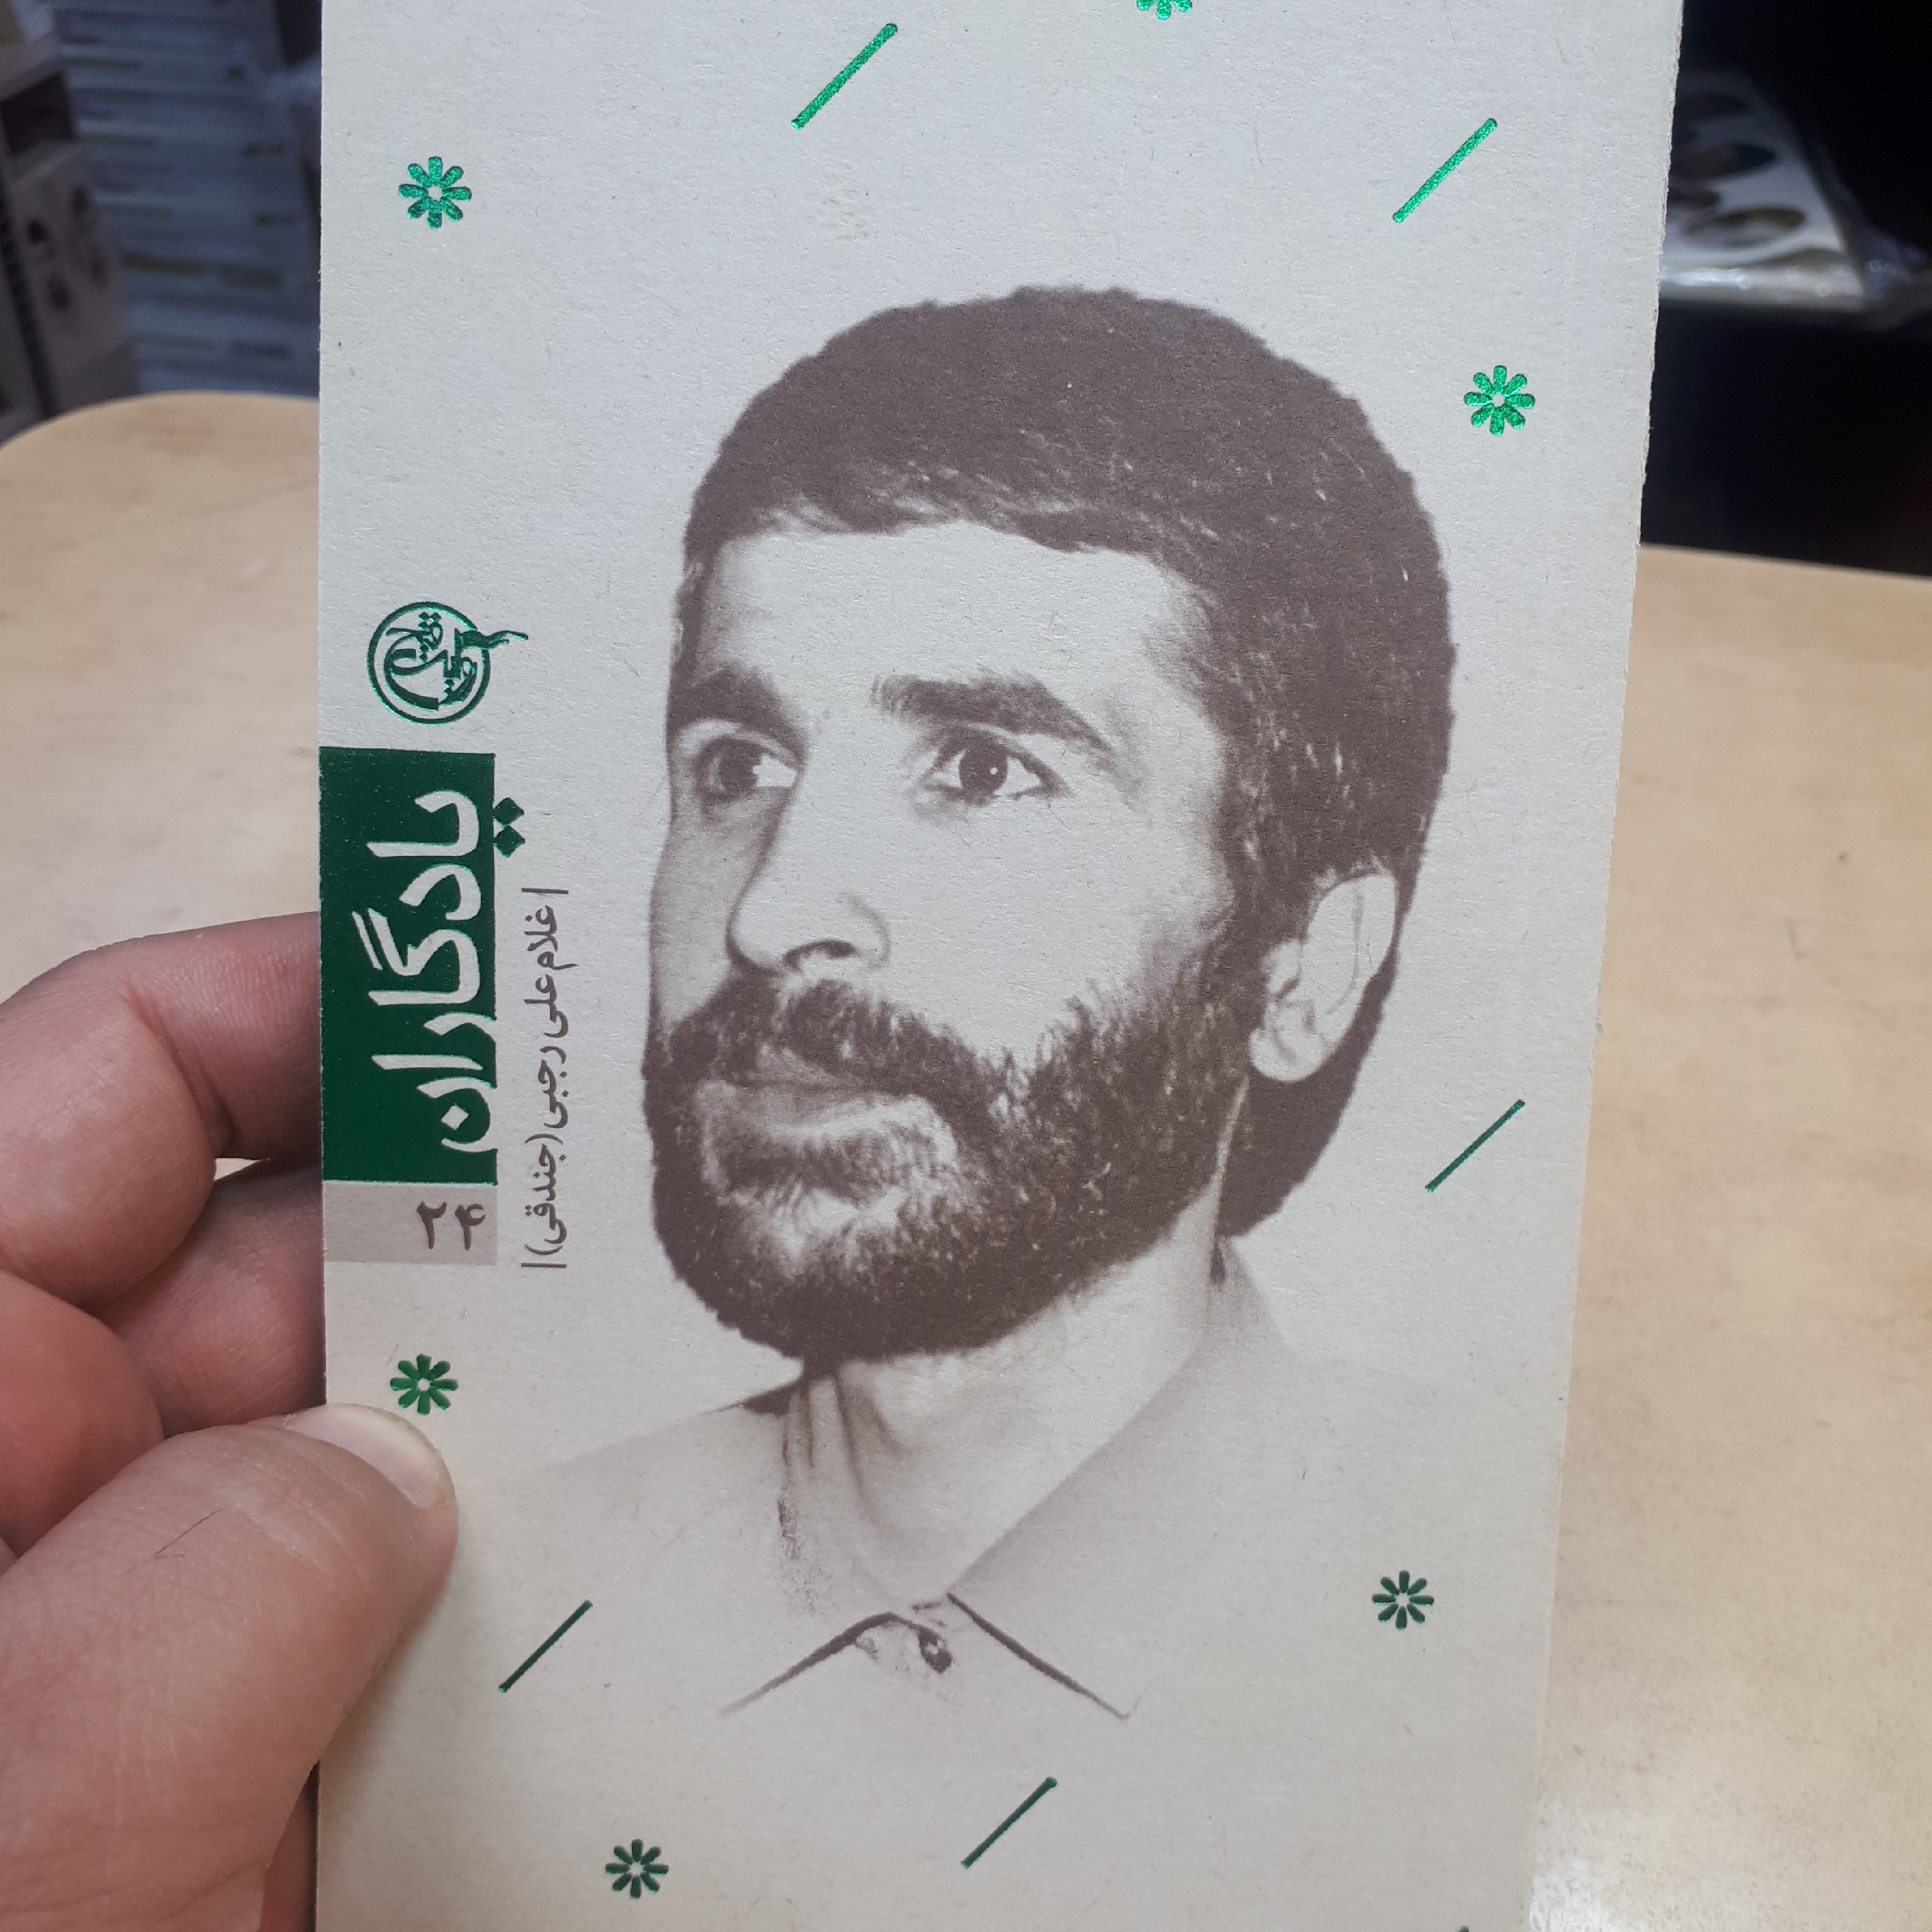 یادگاران
۲۴
| غلام علی رجبی (جندقی) |